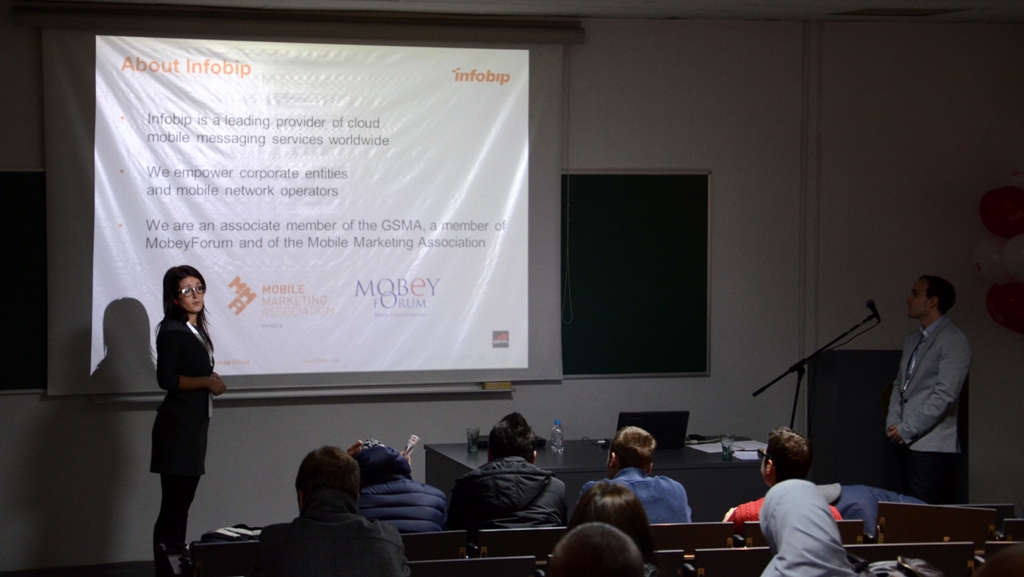 About Infobip
infobip
Infobip is a leading provider of cloud
mobile messaging services worldwide
We empower corporate entities
and mobile network operators
We are an associate member of the GSMA, a member of
MobeyForum and of the Mobile Marketing Association
MOBILE
MARKETING
ASSOCIATION
MOBEY
FORUM